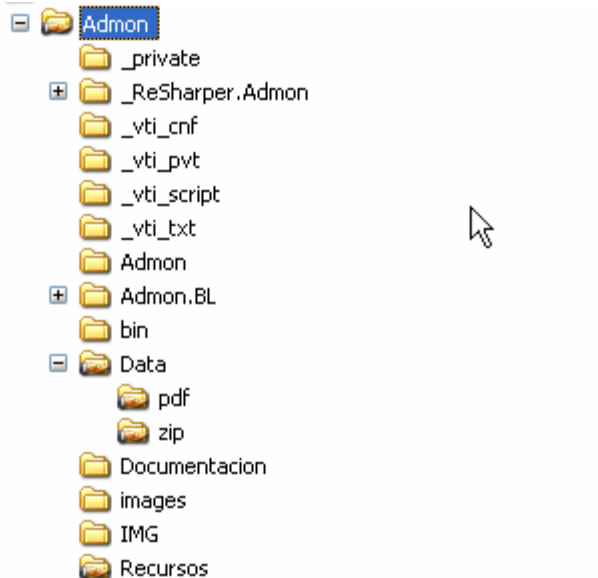 Admon
_private
_ReSharper.Admon
_vti_cnf
_vti_pvt
_vti_script
_vti_txt
Admon
Admon.BL
bin
Data
pdf
zip
Documentacion
images
IMG
Recursos